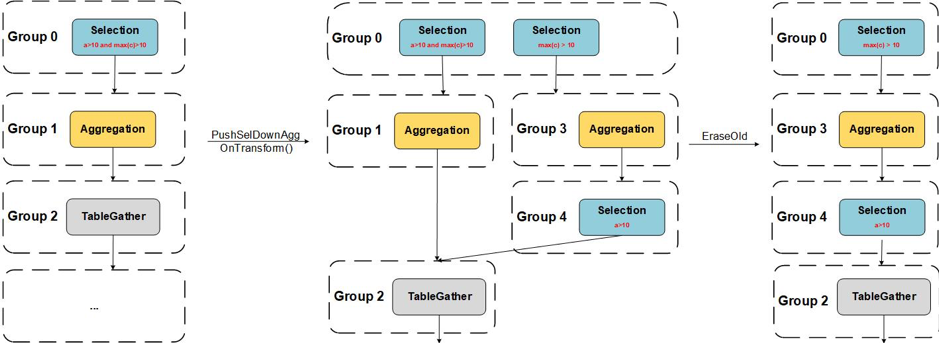 Group 0
Selection
a>10 and max(c)>10
Group 1
Aggregation
Group 2
TableGather
...
PushSelDownAgg
OnTransform()
Group 0
Selection
a>10 and max(c)>10
Selection
max(c) > 10
Group 1
Aggregation
Group 3
Aggregation
Group 4
Selection
a>10
Group 2
TableGather
EraseOld
Group 0
Selection
max(c) > 10
Group 3
Aggregation
Group 4
Selection
a>10
Group 2
TableGather